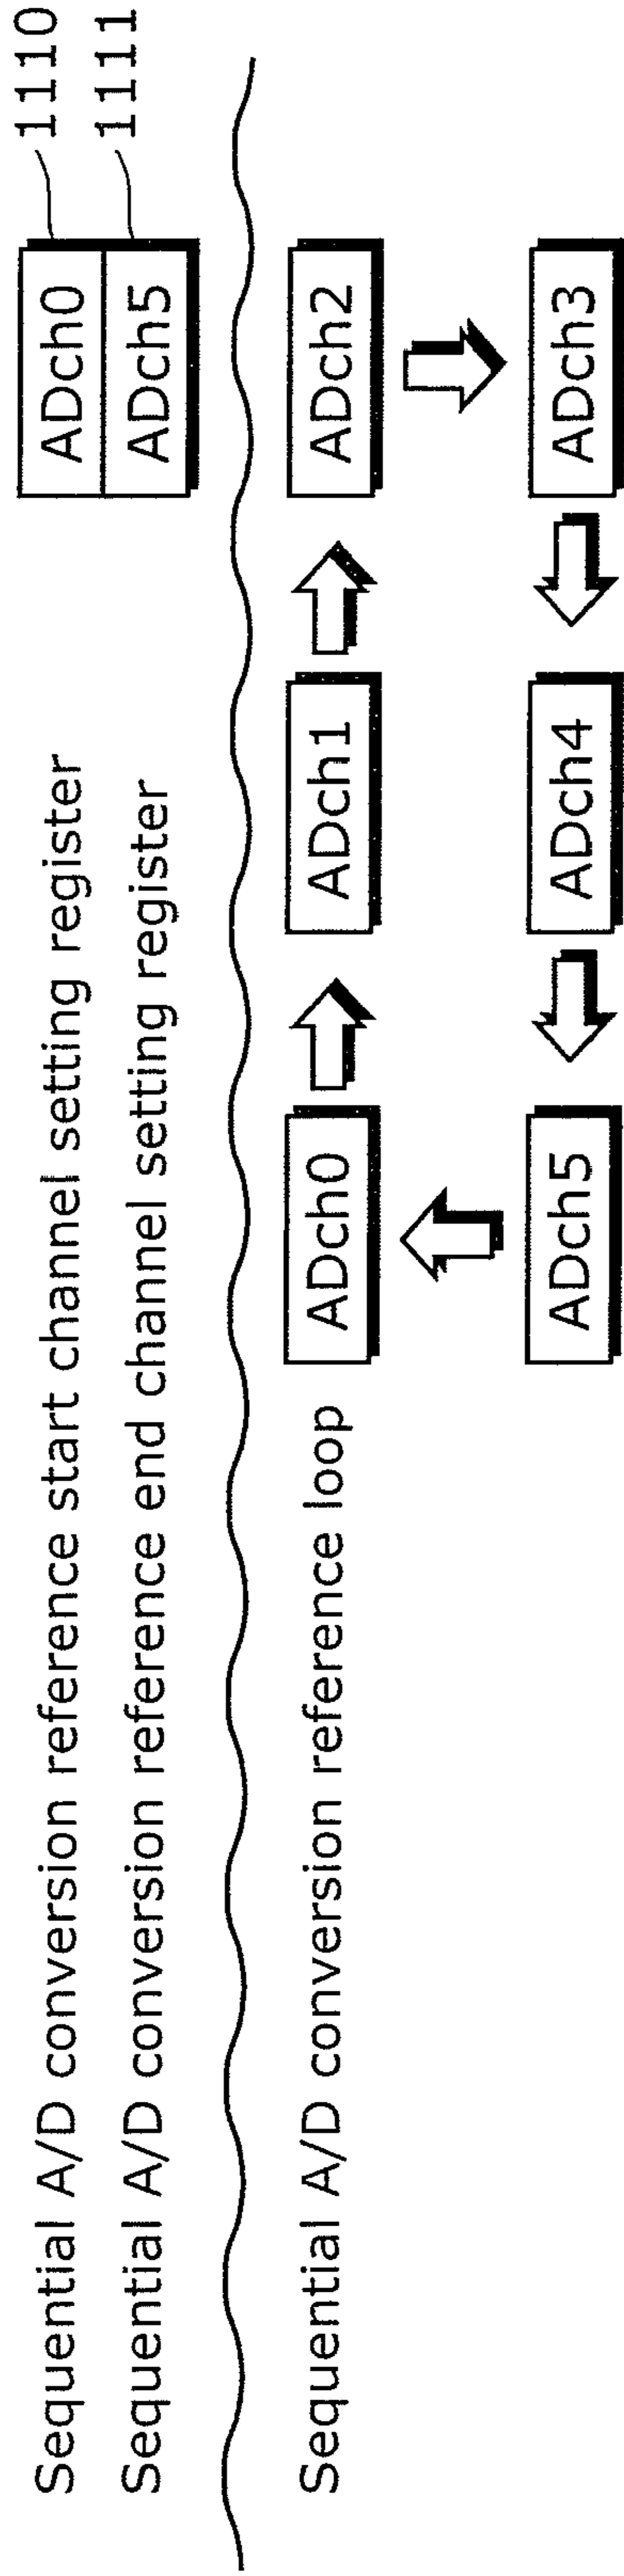 Sequential A/D conversion reference start channel setting register ADch0 1110
Sequential A/D conversion reference end channel setting register ADch5 1111
Sequential A/D conversion reference loop ADch0 ADch1 ADch2
ADch5 ADch4 ADch3